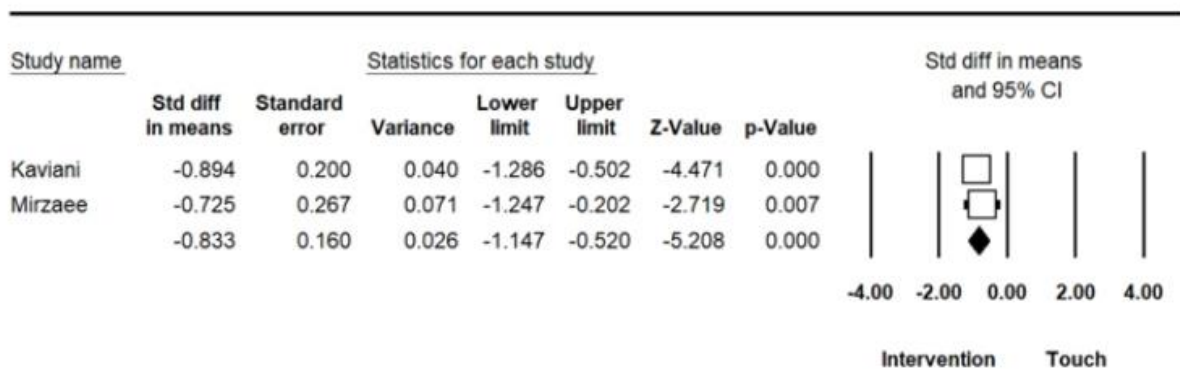 Study name Statistics for each study Std diff in means
and 95% CI
Std diff Standard Lower Upper
in means error Variance limit limit Z-Value p-Value
Kaviani -0.894 0.200 0.040 -1.286 -0.502 -4.471 0.000
Mirzaee -0.725 0.267 0.071 -1.247 -0.202 -2.719 0.007
-0.833 0.160 0.026 -1.147 -0.520 -5.208 0.000
-4.00 -2.00 0.00 2.00 4.00
Intervention Touch